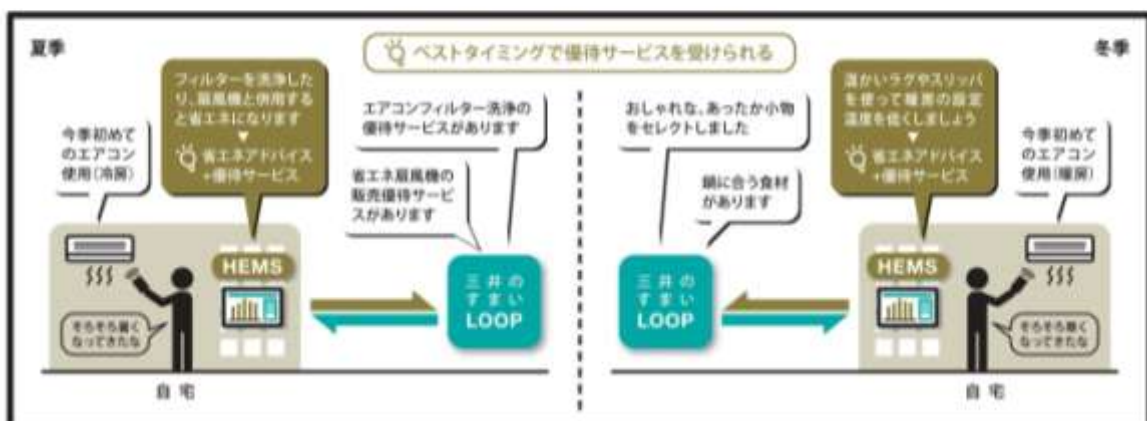 夏季
ベストタイミングで優待サービスを受けられる
冬季
フィルターを洗浄した
り、扇風機と併用する
と省エネになります
省エネアドバイス
+優待サービス
今季初めて
のエアコン
使用(冷房)
エアコンフィルター洗浄の
優待サービスがあります
省エネ扇風機の
販売優待サービ
スがあります
HEMS
三井の
すまい
LOOP
そろそろ暑く
なってきたな
自宅
おしゃれな、あったか小物
をセレクトしました
鍋に合う食材
があります
三井の
すまい
LOOP
温かいラグやスリッパ
を使って暖房の設定
温度を低くしましょう
省エネアドバイス
+優待サービス
今季初めて
のエアコン
使用(暖房)
HEMS
そろそろ寒く
なってきたな
自宅